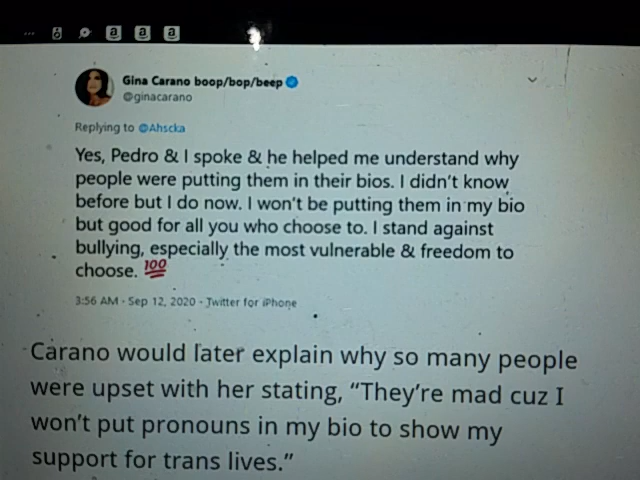 Gina Carano boop/bop/beep
@ginacarano
Replying to @Ahscka
Yes, Pedro & I spoke & he helped me understand why
people were putting them in their bios. I didn't know
before but I do now. I won't be putting them in my bio
but good for all you who choose to. I stand against
bullying, especially the most vulnerable & freedom to
choose. 💯
3:56 AM - Sep 12, 2020 - Twitter for iPhone
Carano would later explain why so many people
were upset with her stating, “They’re mad cuz I
won’t put pronouns in my bio to show my
support for trans lives.”